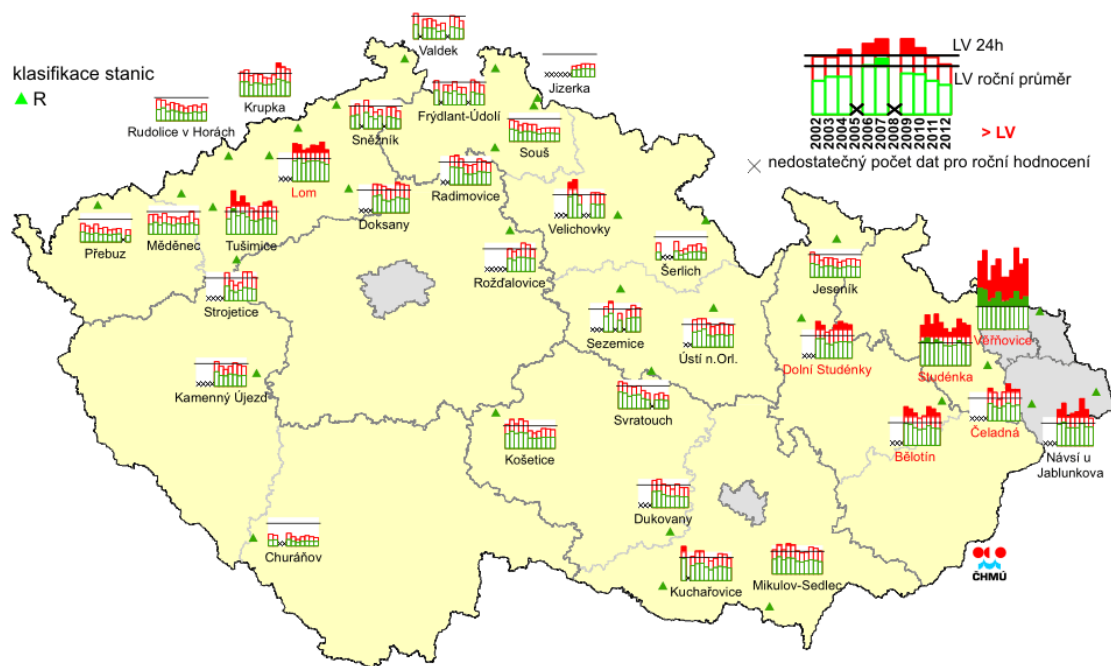 klasifikace stanic
R
LV 24h
LV roční průměr
2002
2003
2004
2005
2006
2007
2008
2009
2010
2011
2012
> LV
nedostatečný počet dat pro roční hodnocení
Valdek
Jizerka
Krupka
Rudolice v Horách
Frýdlant-Údolí
Sněžník
Souš
Lom
Radimovice
Doksany
Velichovky
Přebuz
Měděnec
Tušimice
Šerlich
Rožďalovice
Jeseník
Strojetice
Sezemice
Ústí n.Orl.
Dolní Studénky
Věřňovice
Studénka
Kamenný Újezd
Svratouch
Košetice
Bělotín
Čeladná
Návsí u
Jablunkova
Dukovany
Churáňov
Kuchařovice
Mikulov-Sedlec
ČHMÚ